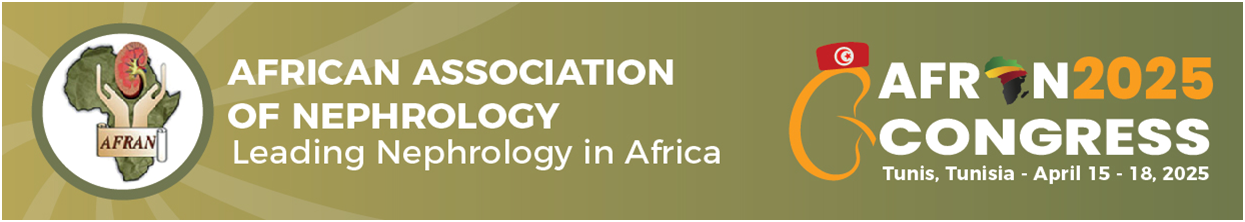 AFRAN
AFRICAN ASSOCIATION
OF NEPHROLOGY
Leading Nephrology in Africa
AFRAN2025
CONGRESS
Tunis, Tunisia - April 15 - 18, 2025